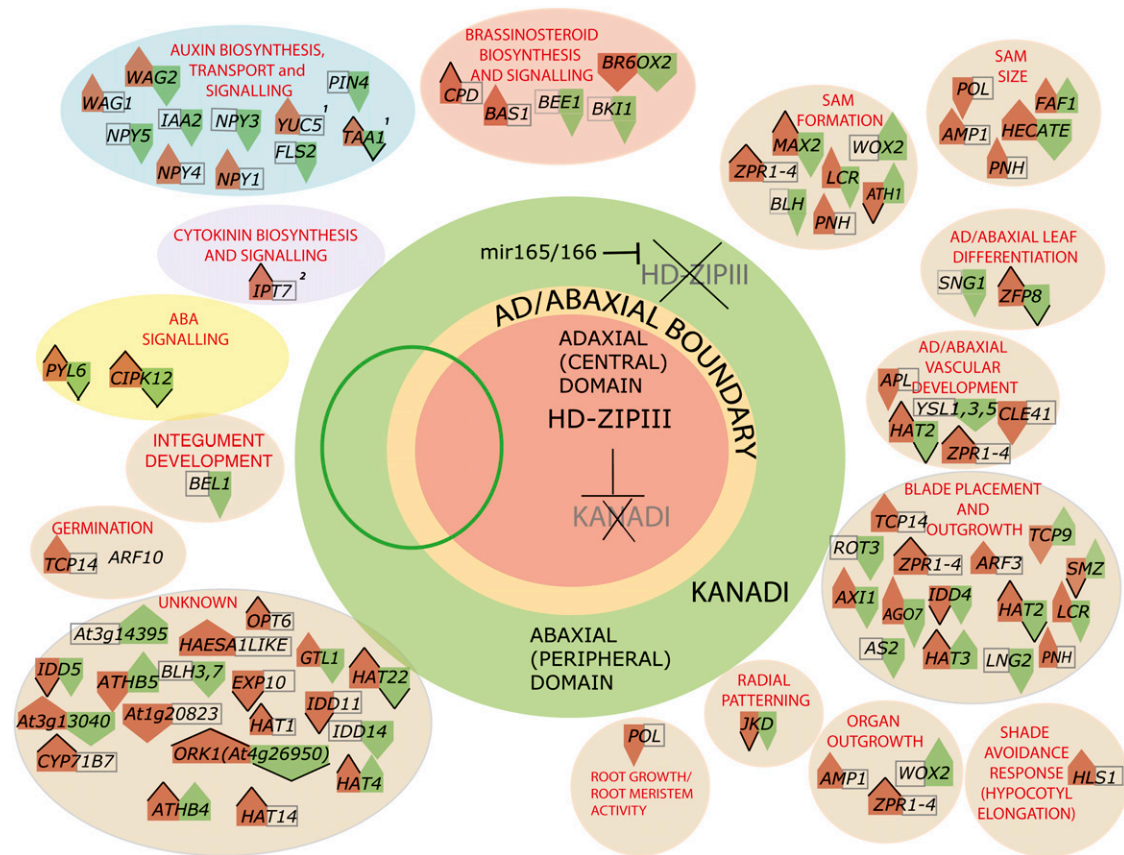 AUXIN BIOSYNTHESIS,
TRANSPORT and
SIGNALLING
WAG2
WAG1
PIN4
NPY5
IAA2
NPY3
YUC5 1
TAA1 1
FLS2
NPY4
NPY1
BRASSINOSTEROID
BIOSYNTHESIS
AND SIGNALLING
BR6OX2
CPD
BAS1
BEE1
BKI1
SAM
FORMATION
MAX2
WOX2
ZPR1-4
LCR
ATH1
BLH
PNH
SAM
SIZE
POL
FAF1
AMP1
HECATE
PNH
CYTOKININ BIOSYNTHESIS
AND SIGNALLING
IPT7 2
ABA
SIGNALLING
PYL6
CIPK12
INTEGUMENT
DEVELOPMENT
BEL1
GERMINATION
TCP14
ARF10
mir165/166
HD-ZIPIII
AD/ABAXIAL BOUNDARY
ADAXIAL
(CENTRAL)
DOMAIN
HD-ZIPIII
KANADI
KANADI
ABAXIAL
(PERIPHERAL)
DOMAIN
AD/ABAXIAL LEAF
DIFFERENTIATION
SNG1
ZFP8
AD/ABAXIAL
VASCULAR
DEVELOPMENT
APL
YSL1,3,5
CLE41
HAT2
ZPR1-4
BLADE PLACEMENT
AND
OUTGROWTH
TCP14
ROT3
TCP9
ZPR1-4
ARF3
SMZ
AXI1
AGO7
IDD4
HAT2
LCR
AS2
HAT3
LNG2
PNH
UNKNOWN
OPT6
At3g14395
HAESA1LIKE
GTL1
IDD5
ATHB5
BLH3,7
EXP10
HAT22
At3g13040
At1g20823
HAT1
IDD11
IDD14
CYP71B7
ORK1(At4g26950)
HAT4
ATHB4
HAT14
POL
ROOT GROWTH/
ROOT MERISTEM
ACTIVITY
RADIAL
PATTERNING
JKD
ORGAN
OUTGROWTH
AMP1
WOX2
ZPR1-4
SHADE
AVOIDANCE
RESPONSE
(HYPOCOTYL
ELONGATION)
HLS1